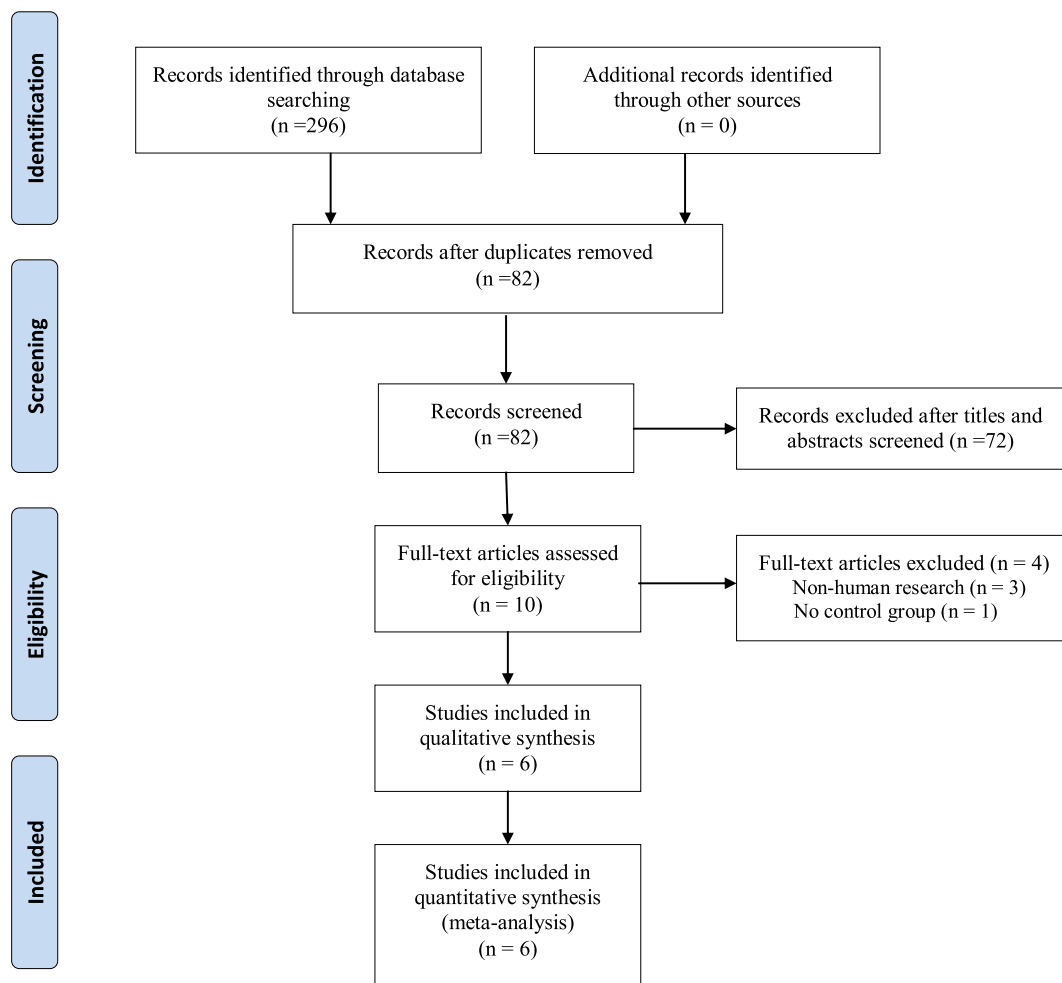 Identification
Records identified through database
searching
(n =296)
Additional records identified
through other sources
(n = 0)
Records after duplicates removed
(n =82)
Screening
Records screened
(n =82)
Records excluded after titles and
abstracts screened (n =72)
Eligibility
Full-text articles assessed
for eligibility
(n = 10)
Full-text articles excluded (n = 4)
Non-human research (n = 3)
No control group (n = 1)
Studies included in
qualitative synthesis
(n = 6)
Included
Studies included in
quantitative synthesis
(meta-analysis)
(n = 6)